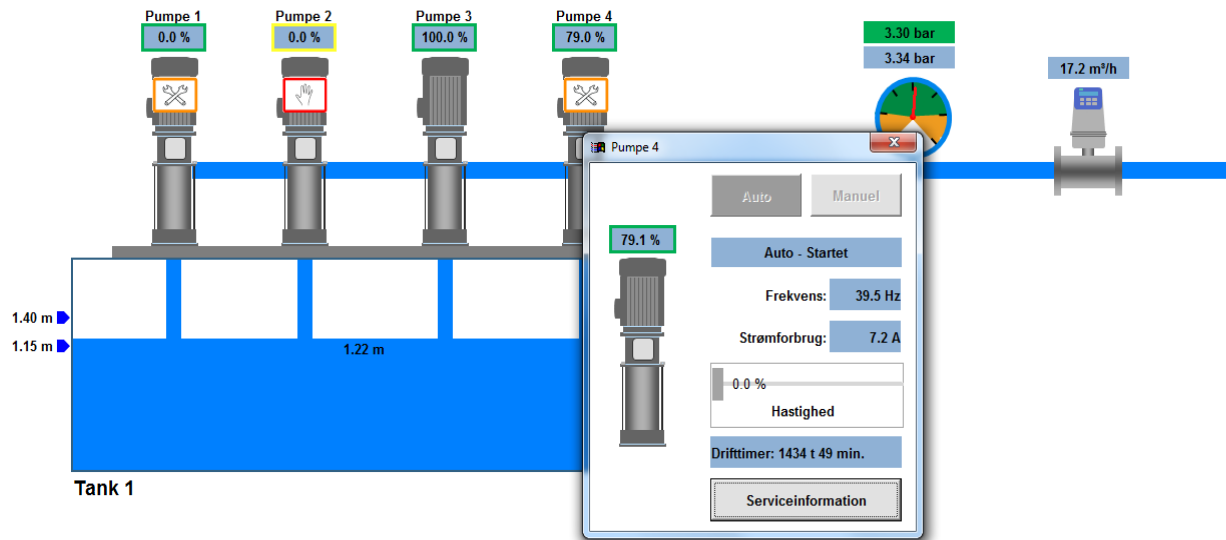 Pumpe 1
Pumpe 2
Pumpe 3
Pumpe 4
0.0 %
0.0 %
100.0 %
79.0 %
3.30 bar
3.34 bar
17.2 m³/h
Pumpe 4
Auto
Manuel
79.1 %
Auto - Startet
Frekvens:
39.5 Hz
Strømforbrug:
7.2 A
0.0 %
Hastighed
Drifttimer: 1434 t 49 min.
Serviceinformation
1.40 m
1.15 m
1.22 m
Tank 1